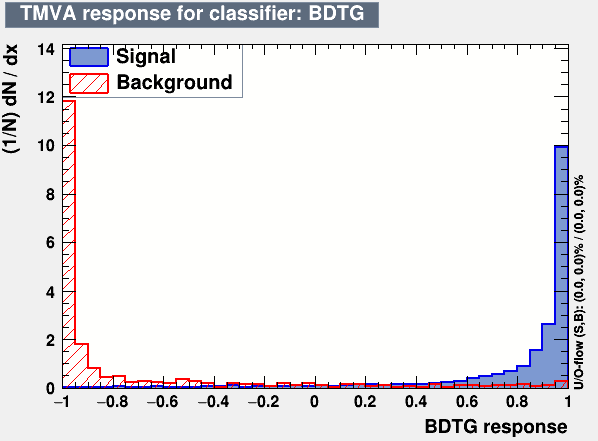 TMVA response for classifier: BDTG
Signal
Background
(1/N) dN / dx
14
12
10
8
6
4
2
0
−1 −0.8 −0.6 −0.4 −0.2 0 0.2 0.4 0.6 0.8 1
BDTG response
U/O-flow (S,B): (0.0, 0.0)% / (0.0, 0.0)%